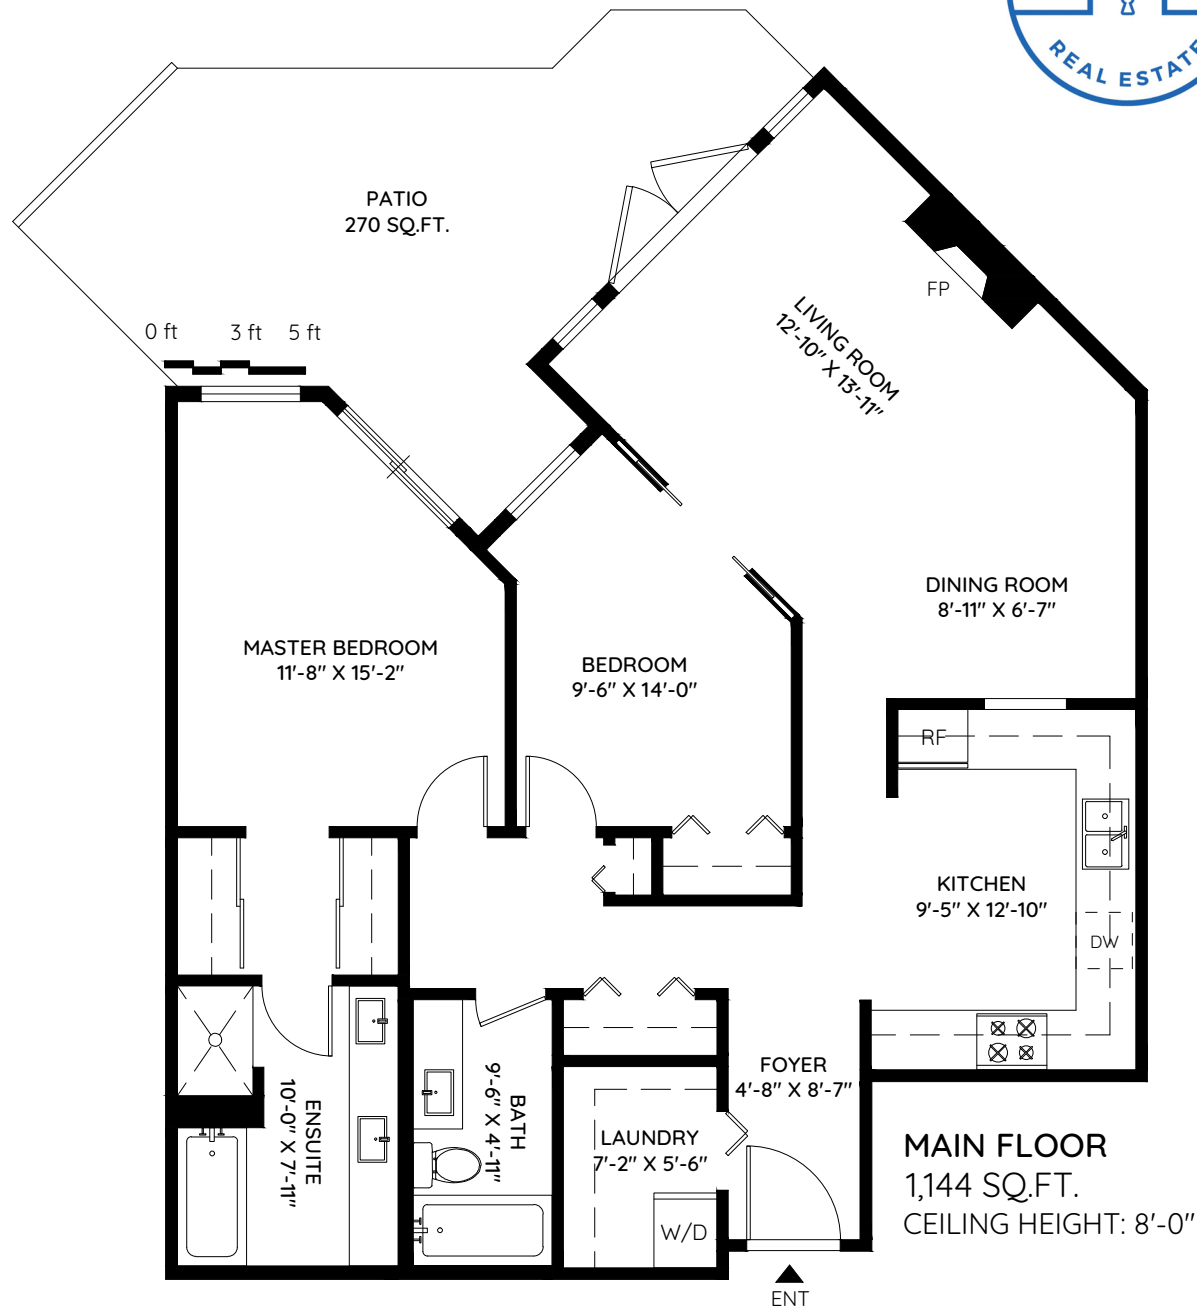 REAL ESTATE
PATIO
270 SQ.FT.
FP
0 ft 3 ft 5 ft
LIVING ROOM
12'-10" X 13'-11"
DINING ROOM
8'-11" X 6'-7"
MASTER BEDROOM
11'-8" X 15'-2"
BEDROOM
9'-6" X 14'-0"
RF
KITCHEN
9'-5" X 12'-10"
DW
FOYER
4'-8" X 8'-7"
ENSUITE
10'-0" X 7'-11"
BATH
9'-6" X 4'-11"
LAUNDRY
7'-2" X 5'-6"
W/D
MAIN FLOOR
1,144 SQ.FT.
CEILING HEIGHT: 8'-0"
ENT